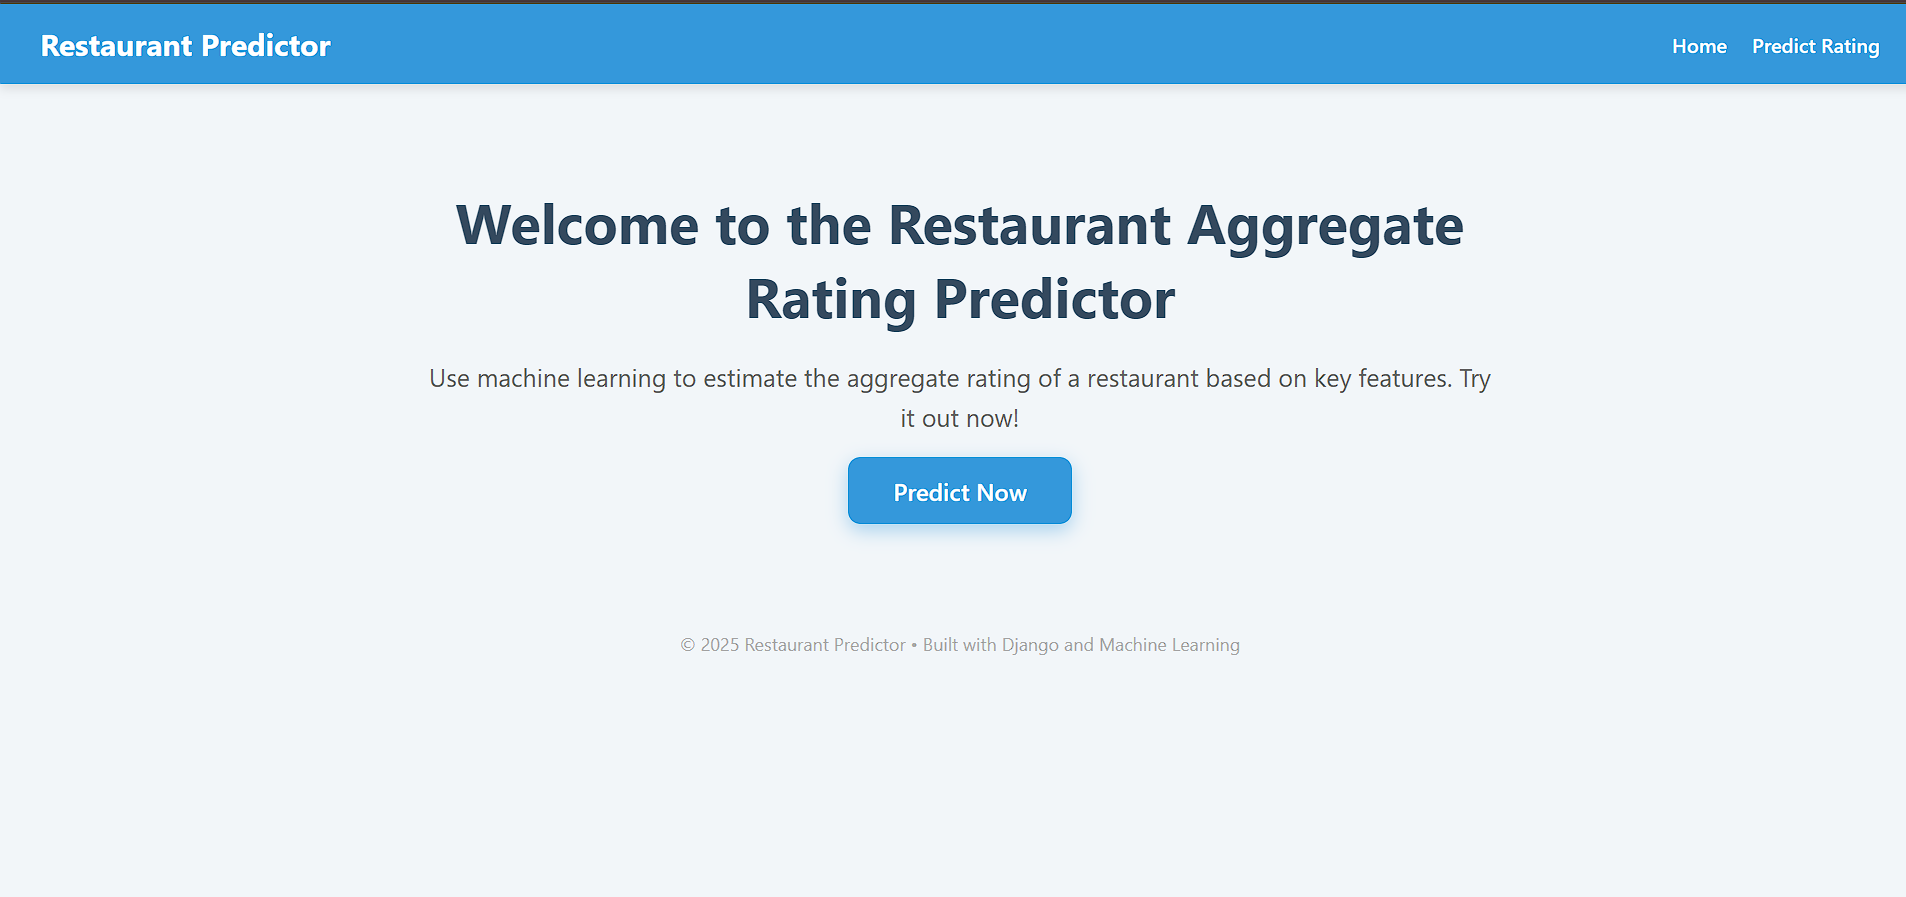 Restaurant Predictor
Home Predict Rating
Welcome to the Restaurant Aggregate
Rating Predictor
Use machine learning to estimate the aggregate rating of a restaurant based on key features. Try
it out now!
Predict Now
© 2025 Restaurant Predictor • Built with Django and Machine Learning